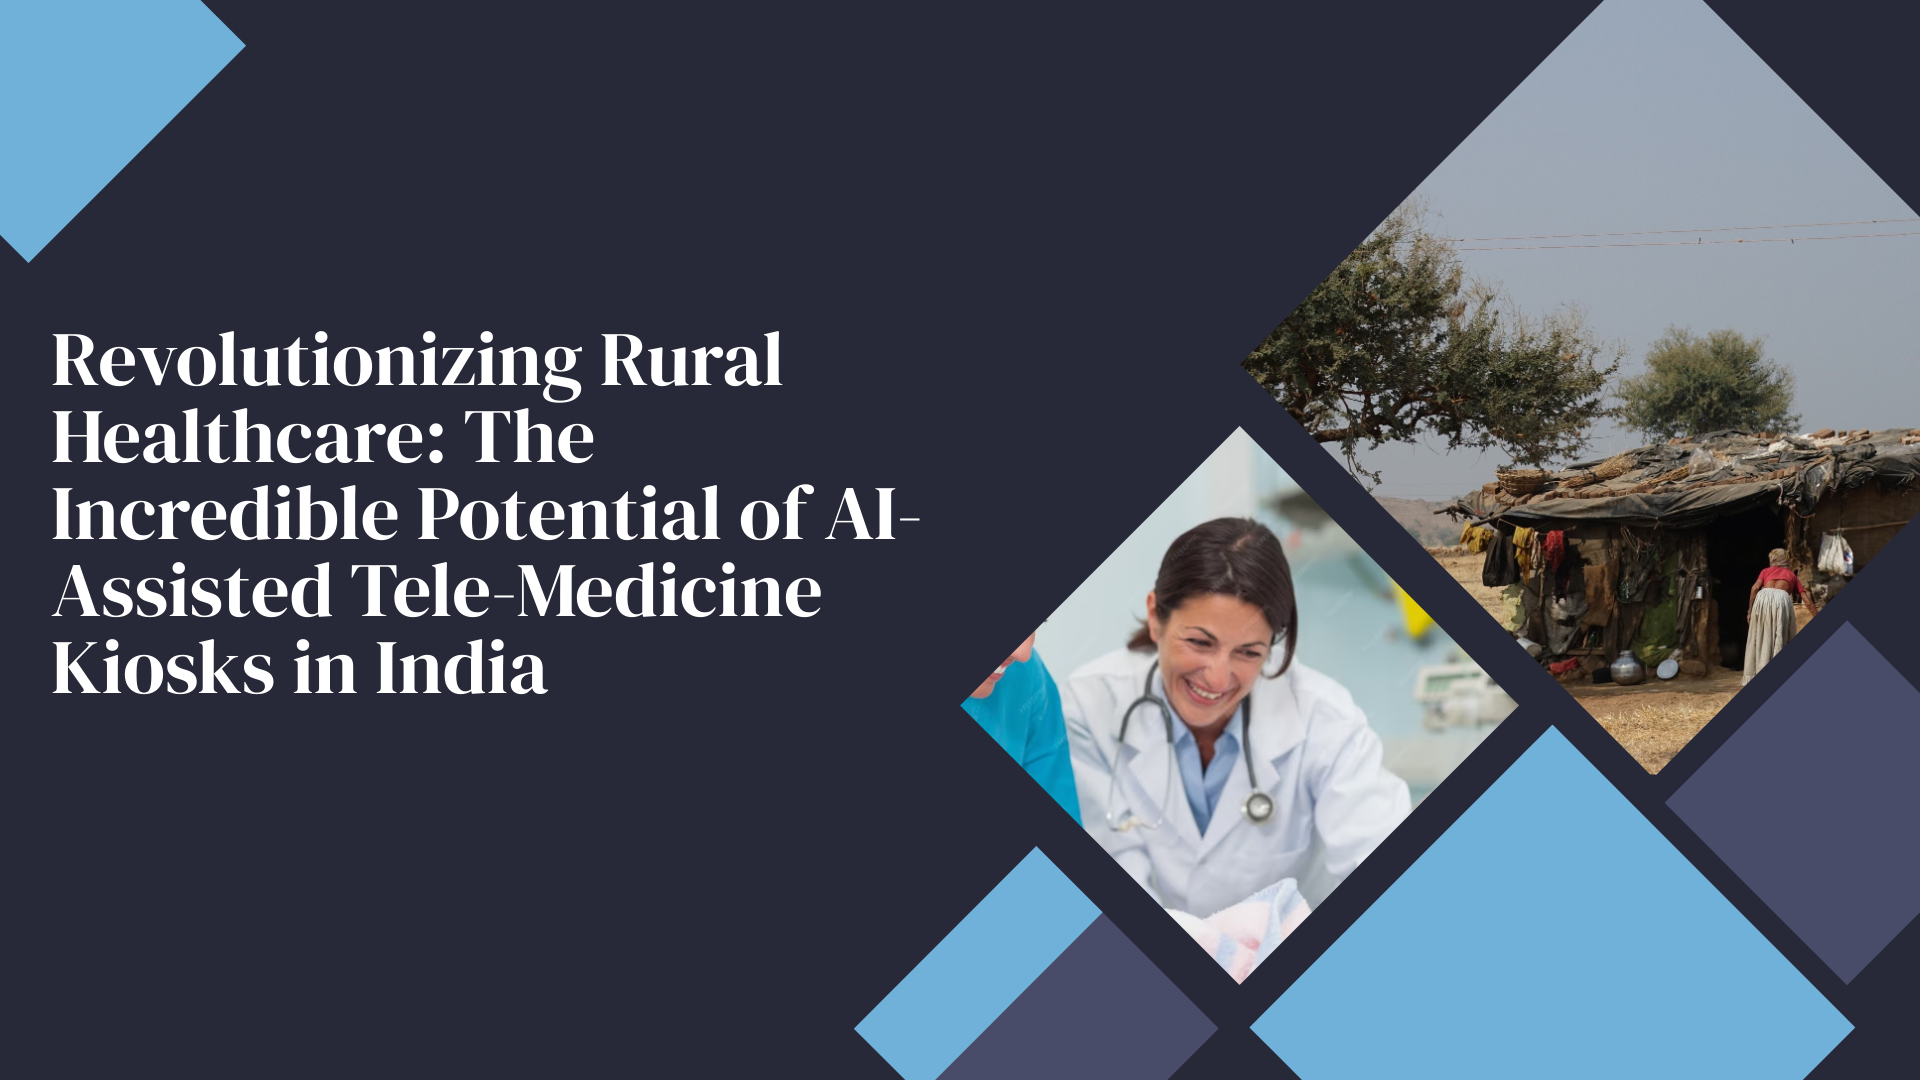 Revolutionizing Rural
Healthcare: The
Incredible Potential of AI-
Assisted Tele-Medicine
Kiosks in India